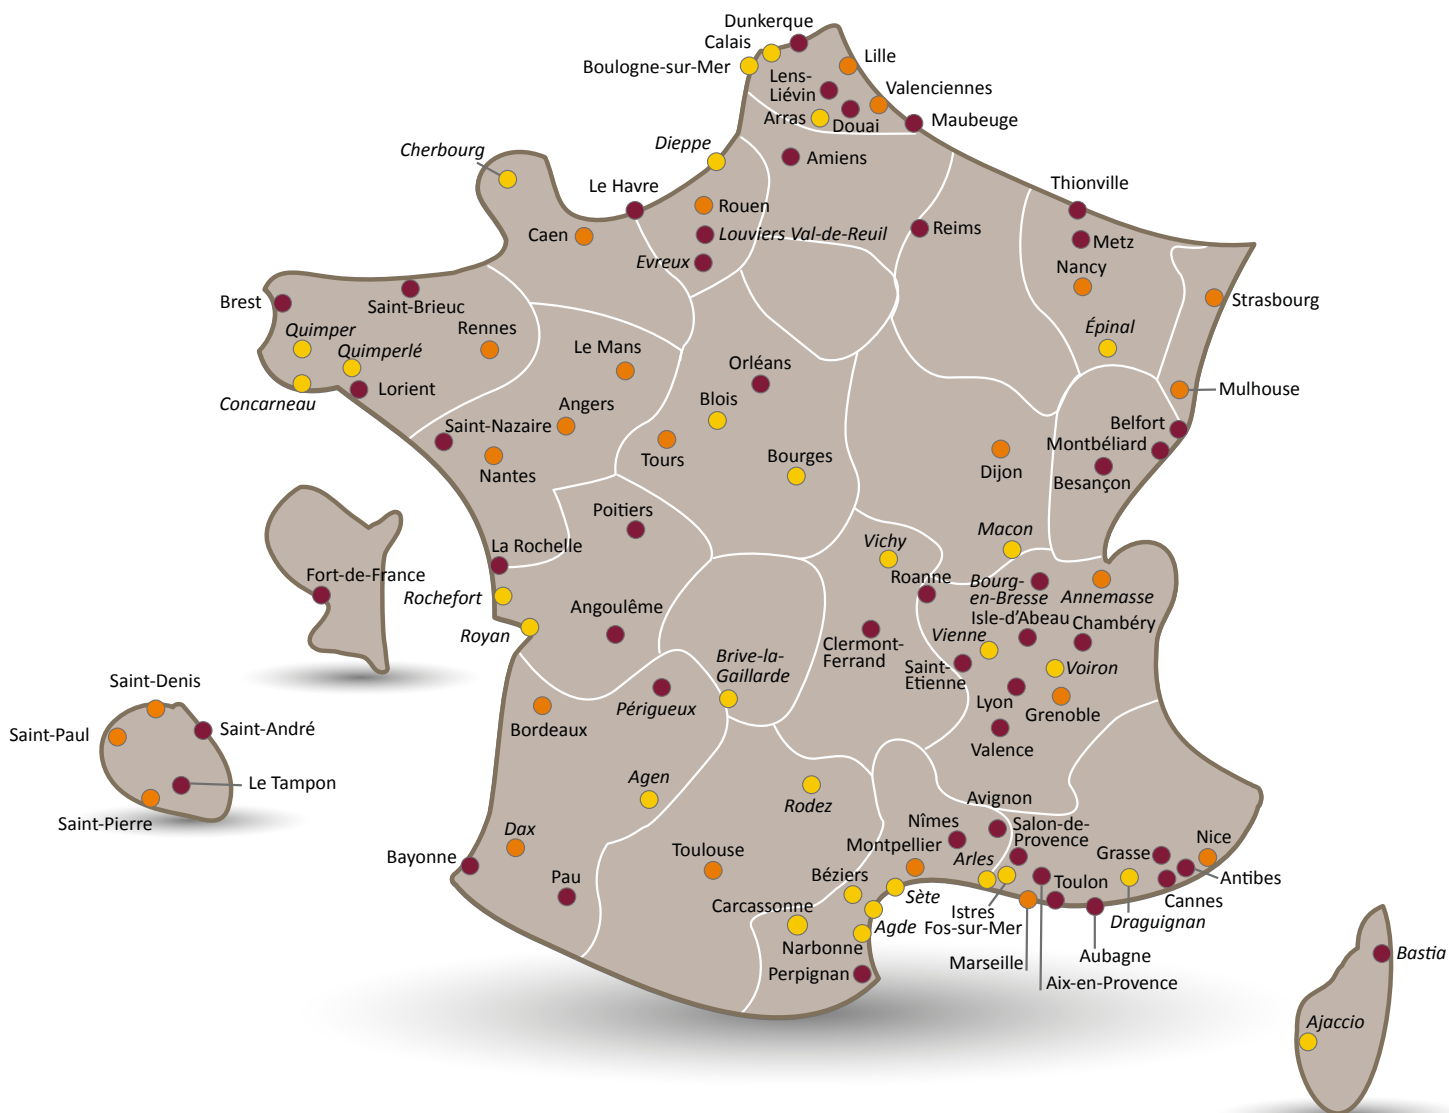 Dunkerque
Calais
Boulogne-sur-Mer
Lille
Lens-
Liévin
Valenciennes
Arras
Douai
Maubeuge
Dieppe
Amiens
Cherbourg
Le Havre
Thionville
Rouen
Caen
Louviers Val-de-Reuil
Reims
Metz
Evreux
Nancy
Brest
Saint-Brieuc
Strasbourg
Quimper
Rennes
Épinal
Quimperlé
Le Mans
Orléans
Lorient
Mulhouse
Concarneau
Angers
Blois
Saint-Nazaire
Belfort
Montbéliard
Tours
Bourges
Dijon
Besançon
Nantes
Poitiers
Macon
La Rochelle
Vichy
Fort-de-France
Roanne
Bourg-
en-Bresse
Annemasse
Rochefort
Angoulême
Isle-d’Abeau
Chambéry
Royan
Vienne
Clermont-
Ferrand
Brive-la-
Gaillarde
Saint-
Etienne
Voiron
Saint-Denis
Périgueux
Lyon
Grenoble
Saint-Paul
Saint-André
Bordeaux
Valence
Le Tampon
Agen
Rodez
Avignon
Saint-Pierre
Dax
Nîmes
Salon-de-
Provence
Nice
Bayonne
Toulouse
Montpellier
Arles
Grasse
Pau
Béziers
Toulon
Antibes
Carcassonne
Sète
Istres
Cannes
Agde
Fos-sur-Mer
Draguignan
Narbonne
Marseille
Aubagne
Bastia
Perpignan
Aix-en-Provence
Ajaccio